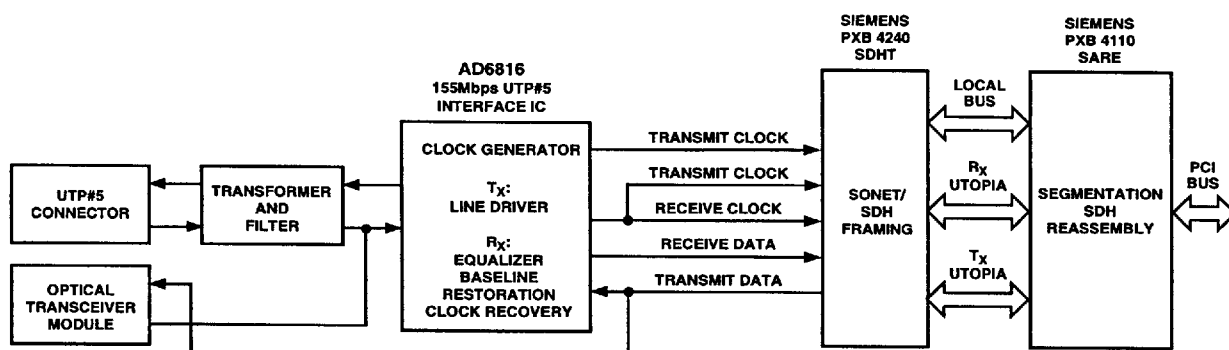 SIEMENS
PXB 4240
SDHT
SIEMENS
PXB 4110
SARE
AD6816
155Mbps UTP#5
INTERFACE IC
LOCAL
BUS
CLOCK GENERATOR
TRANSMIT CLOCK
TRANSMIT CLOCK
RECEIVE CLOCK
RECEIVE DATA
TRANSMIT DATA
UTP#5
CONNECTOR
TRANSFORMER
AND
FILTER
TX:
LINE DRIVER
RX:
EQUALIZER
BASELINE
RESTORATION
CLOCK RECOVERY
SONET/
SDH
FRAMING
RX
UTOPIA
TX
UTOPIA
SEGMENTATION
SDH
REASSEMBLY
PCI
BUS
OPTICAL
TRANSCEIVER
MODULE